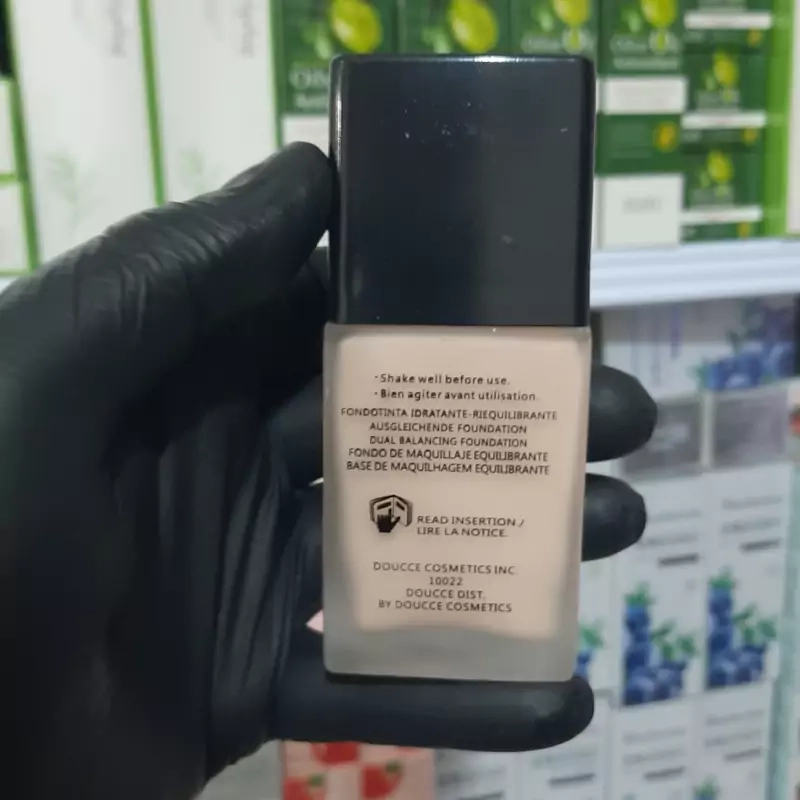 ·Shake well before use.
·Bien agiter avant utilisation.
FONDOTINTA IDRATANTE-RIEQUILIBRANTE
AUSGLEICHENDE FOUNDATION
DUAL BALANCING FOUNDATION
FONDO DE MAQUILLAJE EQUILIBRANTE
BASE DE MAQUILHAGEM EQUILIBRANTE
READ INSERTION./
LIRE LA NOTICE.
DOUCCE COSMETICS INC.
10022
DOUCCE DIST.
BY DOUCCE COSMETICS